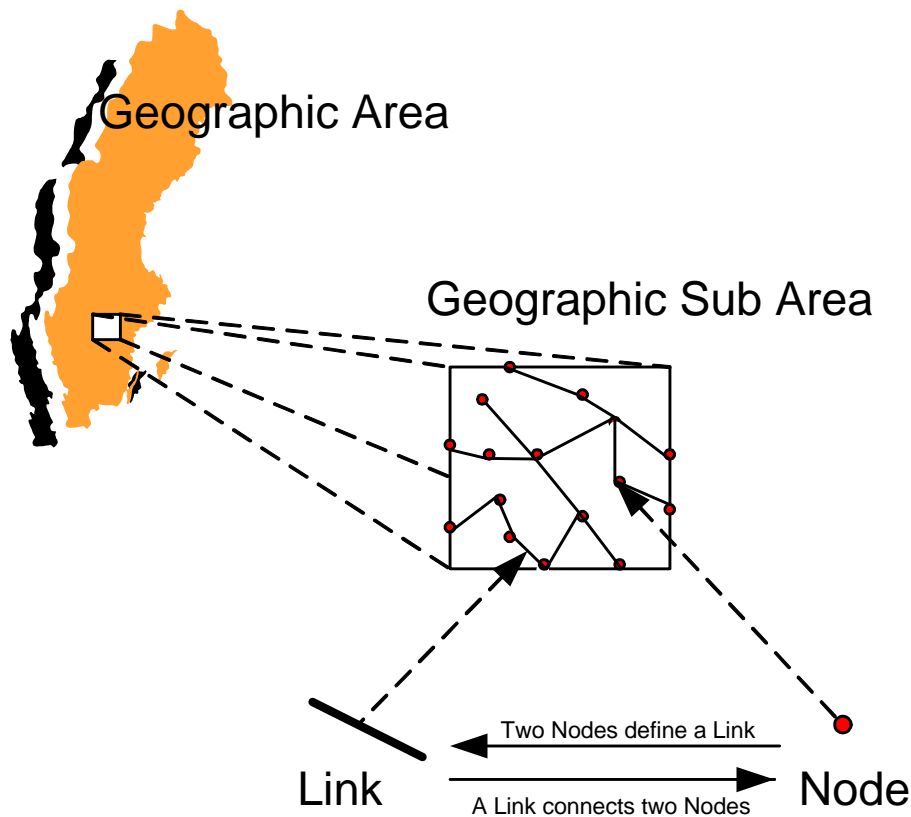 Geographic Area
Geographic Sub Area
Two Nodes define a Link
Link
Node
A Link connects two Nodes